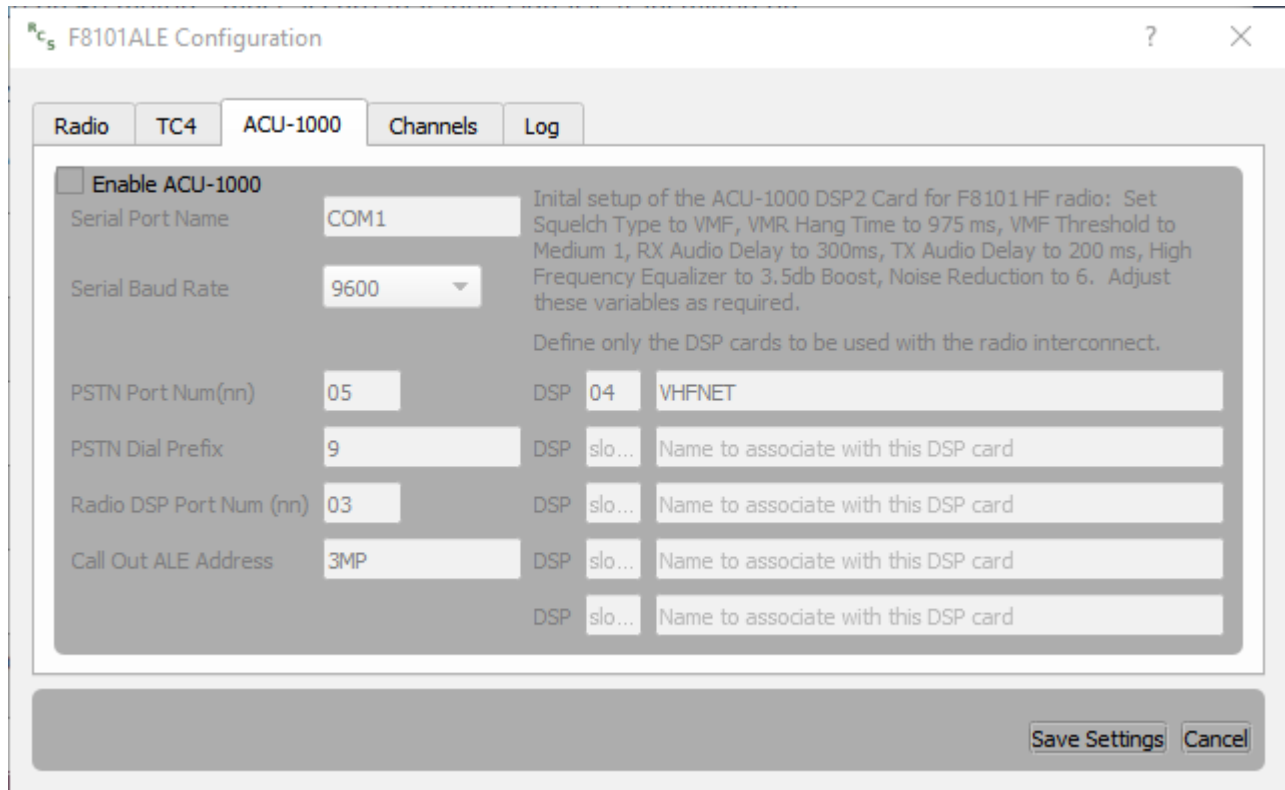 RCS F8101ALE Configuration ? ×
Radio TC4 ACU-1000 Channels Log
Enable ACU-1000
Serial Port Name COM1
Serial Baud Rate 9600
Inital setup of the ACU-1000 DSP2 Card for F8101 HF radio: Set
Squelch Type to VMF, VMR Hang Time to 975 ms, VMF Threshold to
Medium 1, RX Audio Delay to 300ms, TX Audio Delay to 200 ms, High
Frequency Equalizer to 3.5db Boost, Noise Reduction to 6. Adjust
these variables as required.
Define only the DSP cards to be used with the radio interconnect.
PSTN Port Num(nn) 05 DSP 04 VHFNET
PSTN Dial Prefix 9 DSP slo... Name to associate with this DSP card
Radio DSP Port Num (nn) 03 DSP slo... Name to associate with this DSP card
Call Out ALE Address 3MP DSP slo... Name to associate with this DSP card
DSP slo... Name to associate with this DSP card
Save Settings Cancel